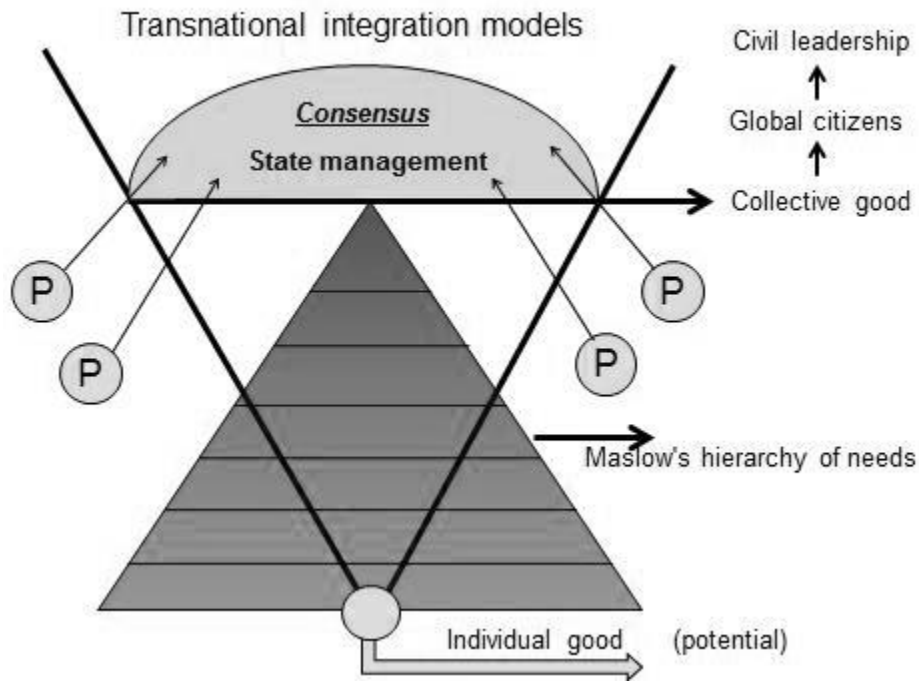 Transnational integration models
Civil leadership
Global citizens
Collective good
Consensus
State management
P
P
P
P
Maslow's hierarchy of needs
Individual good (potential)